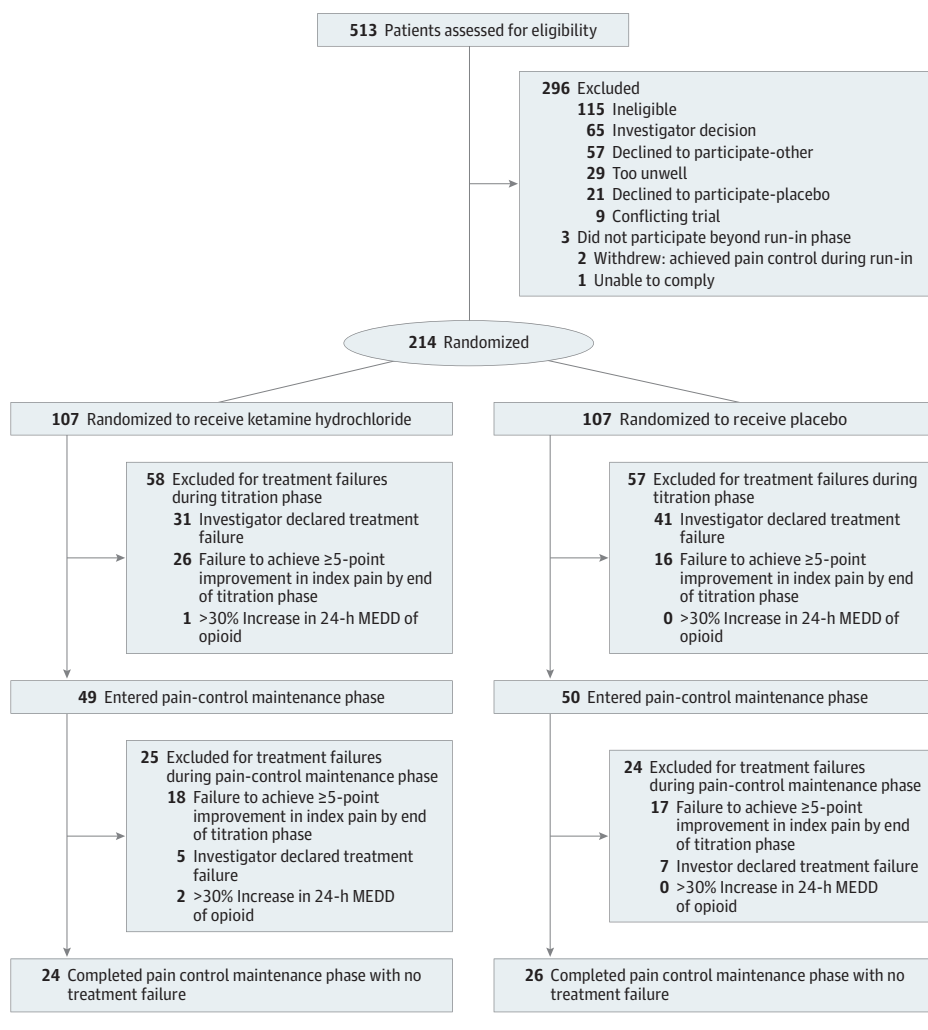 513 Patients assessed for eligibility
296 Excluded
115 Ineligible
65 Investigator decision
57 Declined to participate-other
29 Too unwell
21 Declined to participate-placebo
9 Conflicting trial
3 Did not participate beyond run-in phase
2 Withdrew: achieved pain control during run-in
1 Unable to comply
214 Randomized
107 Randomized to receive ketamine hydrochloride
58 Excluded for treatment failures
during titration phase
31 Investigator declared treatment
failure
26 Failure to achieve ≥5-point
improvement in index pain by end
of titration phase
1 >30% Increase in 24-h MEDD of
opioid
49 Entered pain-control maintenance phase
25 Excluded for treatment failures
during pain-control maintenance phase
18 Failure to achieve ≥5-point
improvement in index pain by end
of titration phase
5 Investigator declared treatment
failure
2 >30% Increase in 24-h MEDD
of opioid
24 Completed pain control maintenance phase with no
treatment failure
107 Randomized to receive placebo
57 Excluded for treatment failures during
titration phase
41 Investigator declared treatment
failure
16 Failure to achieve ≥5-point
improvement in index pain by end
of titration phase
0 >30% Increase in 24-h MEDD of
opioid
50 Entered pain-control maintenance phase
24 Excluded for treatment failures
during pain-control maintenance phase
17 Failure to achieve ≥5-point
improvement in index pain by end
of titration phase
7 Investor declared treatment failure
0 >30% Increase in 24-h MEDD
of opioid
26 Completed pain control maintenance phase with no
treatment failure